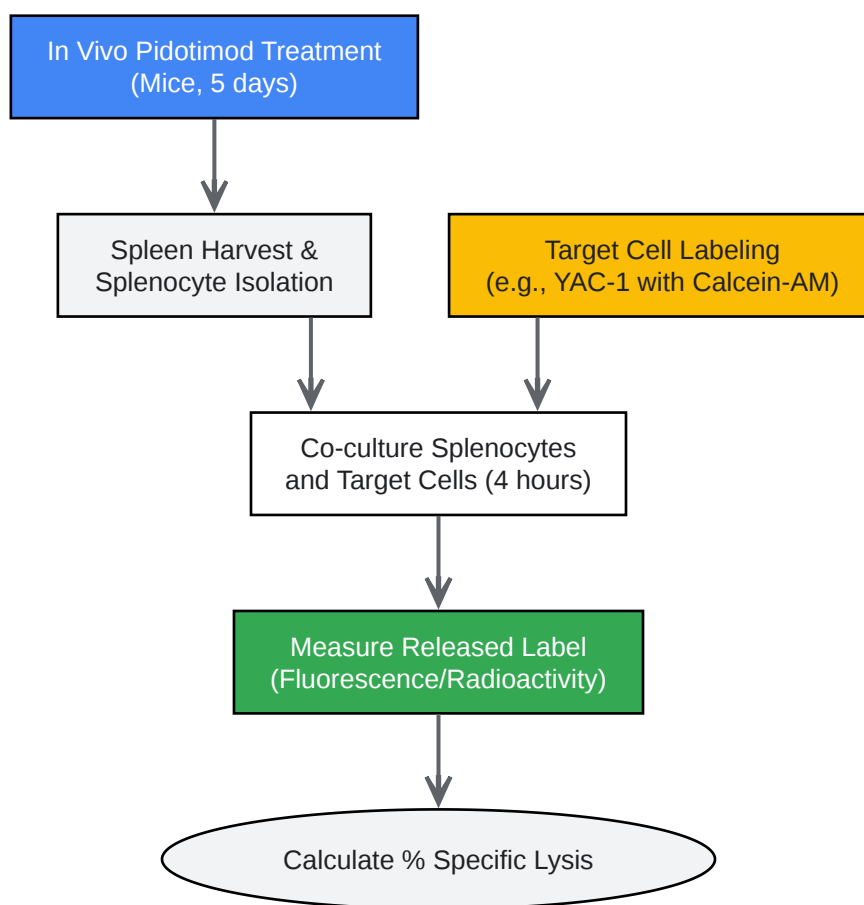 In Vivo Pidotimod Treatment
(Mice, 5 days)
Spleen Harvest &
Splenocyte Isolation
Target Cell Labeling
(e.g., YAC-1 with Calcein-AM)
Co-culture Splenocytes
and Target Cells (4 hours)
Measure Released Label
(Fluorescence/Radioactivity)
Calculate % Specific Lysis